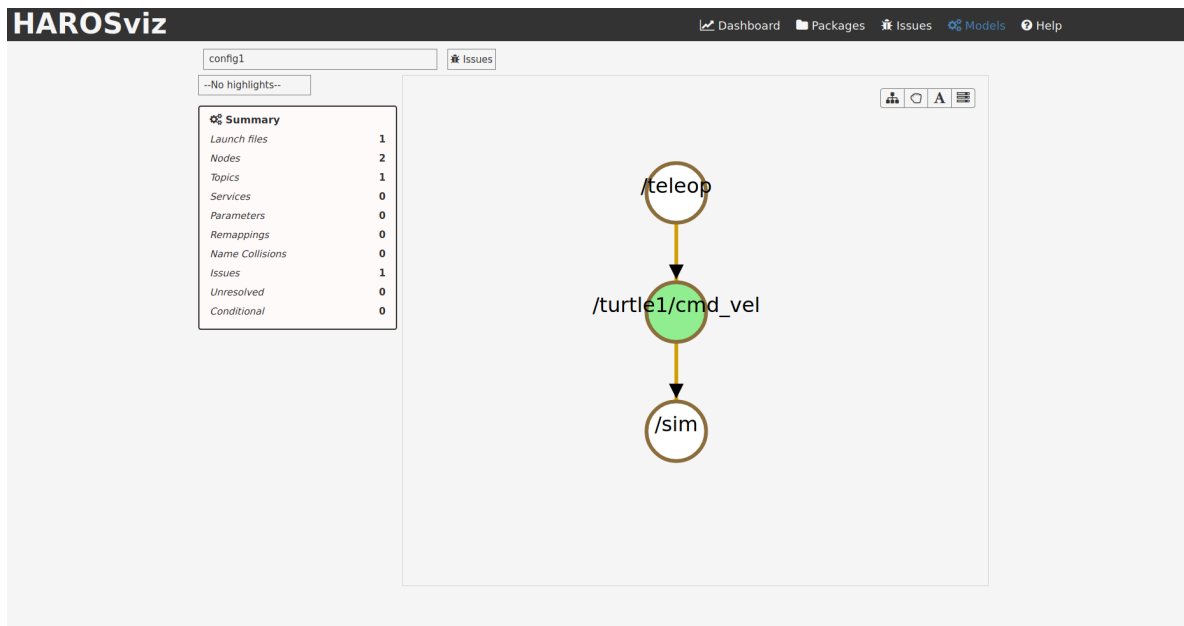 HAROSviz
Dashboard Packages Issues Models Help
config1
Issues
--No highlights--
Summary
Launch files 1
Nodes 2
Topics 1
Services 0
Parameters 0
Remappings 0
Name Collisions 0
Issues 1
Unresolved 0
Conditional 0
A
/teleop
/turtle1/cmd_vel
/sim